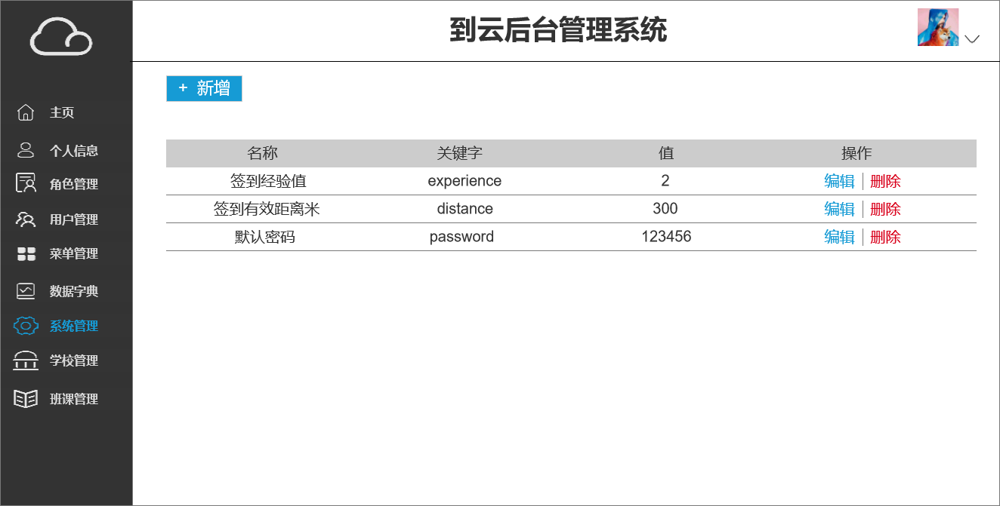 到云后台管理系统
主页
个人信息
角色管理
用户管理
菜单管理
数据字典
系统管理
学校管理
班课管理
+ 新增
名称 关键字 值 操作
签到经验值 experience 2 编辑 删除
签到有效距离米 distance 300 编辑 删除
默认密码 password 123456 编辑 删除